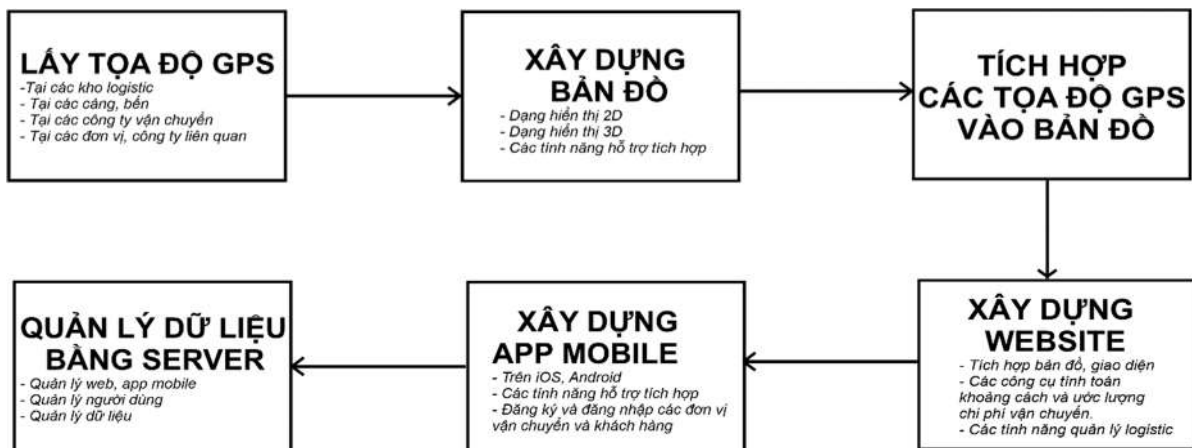 LẤY TỌA ĐỘ GPS
-Tại các kho logistic
- Tại các cảng, bến
- Tại các công ty vận chuyển
- Tại các đơn vị, công ty liên quan
XÂY DỰNG
BẢN ĐỒ
- Dạng hiển thị 2D
- Dạng hiển thị 3D
- Các tính năng hỗ trợ tích hợp
TÍCH HỢP
CÁC TỌA ĐỘ GPS
VÀO BẢN ĐỒ
XÂY DỰNG
WEBSITE
- Tích hợp bản đồ, giao diện
- Các công cụ tính toán
khoảng cách và ước lượng
chi phí vận chuyển.
- Các tính năng quản lý logistic
XÂY DỰNG
APP MOBILE
- Trên iOS, Android
- Các tính năng hỗ trợ tích hợp
- Đăng ký và đăng nhập các đơn vị
vận chuyển và khách hàng
QUẢN LÝ DỮ LIỆU
BẰNG SERVER
- Quản lý web, app mobile
- Quản lý người dùng
- Quản lý dữ liệu